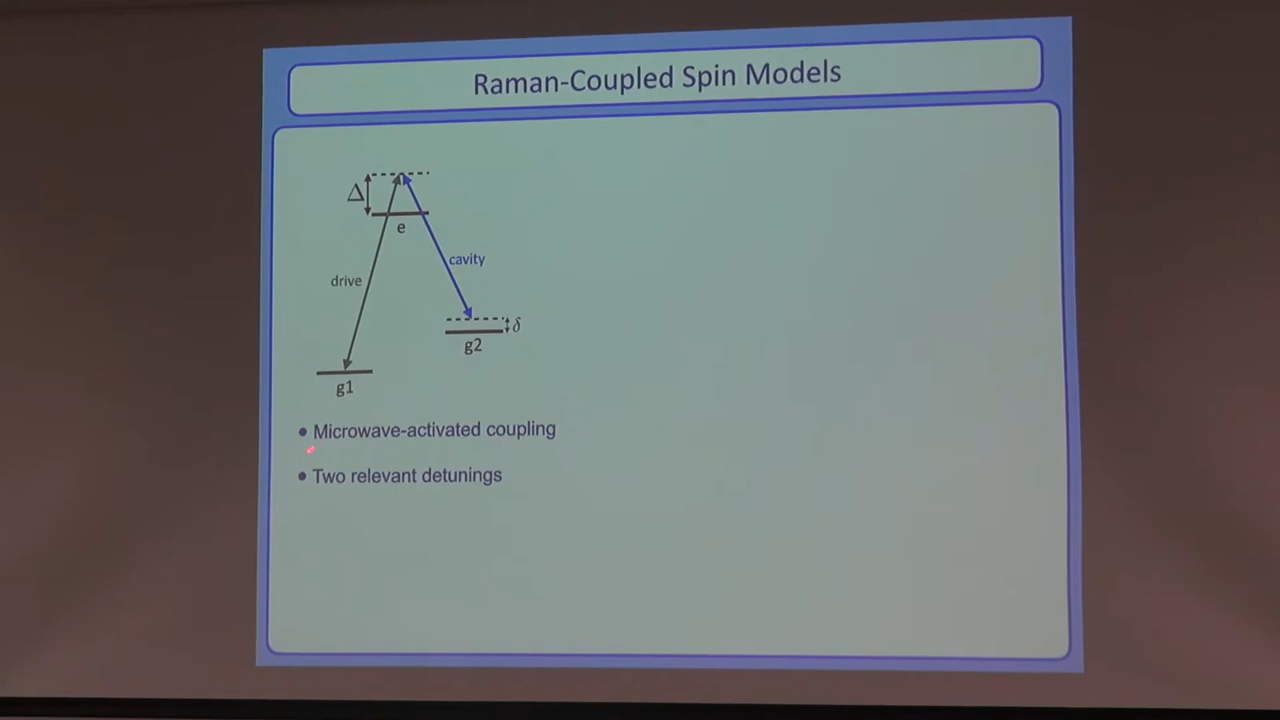 Raman-Coupled Spin Models
Δ
e
drive
cavity
δ
g2
g1
• Microwave-activated coupling
• Two relevant detunings